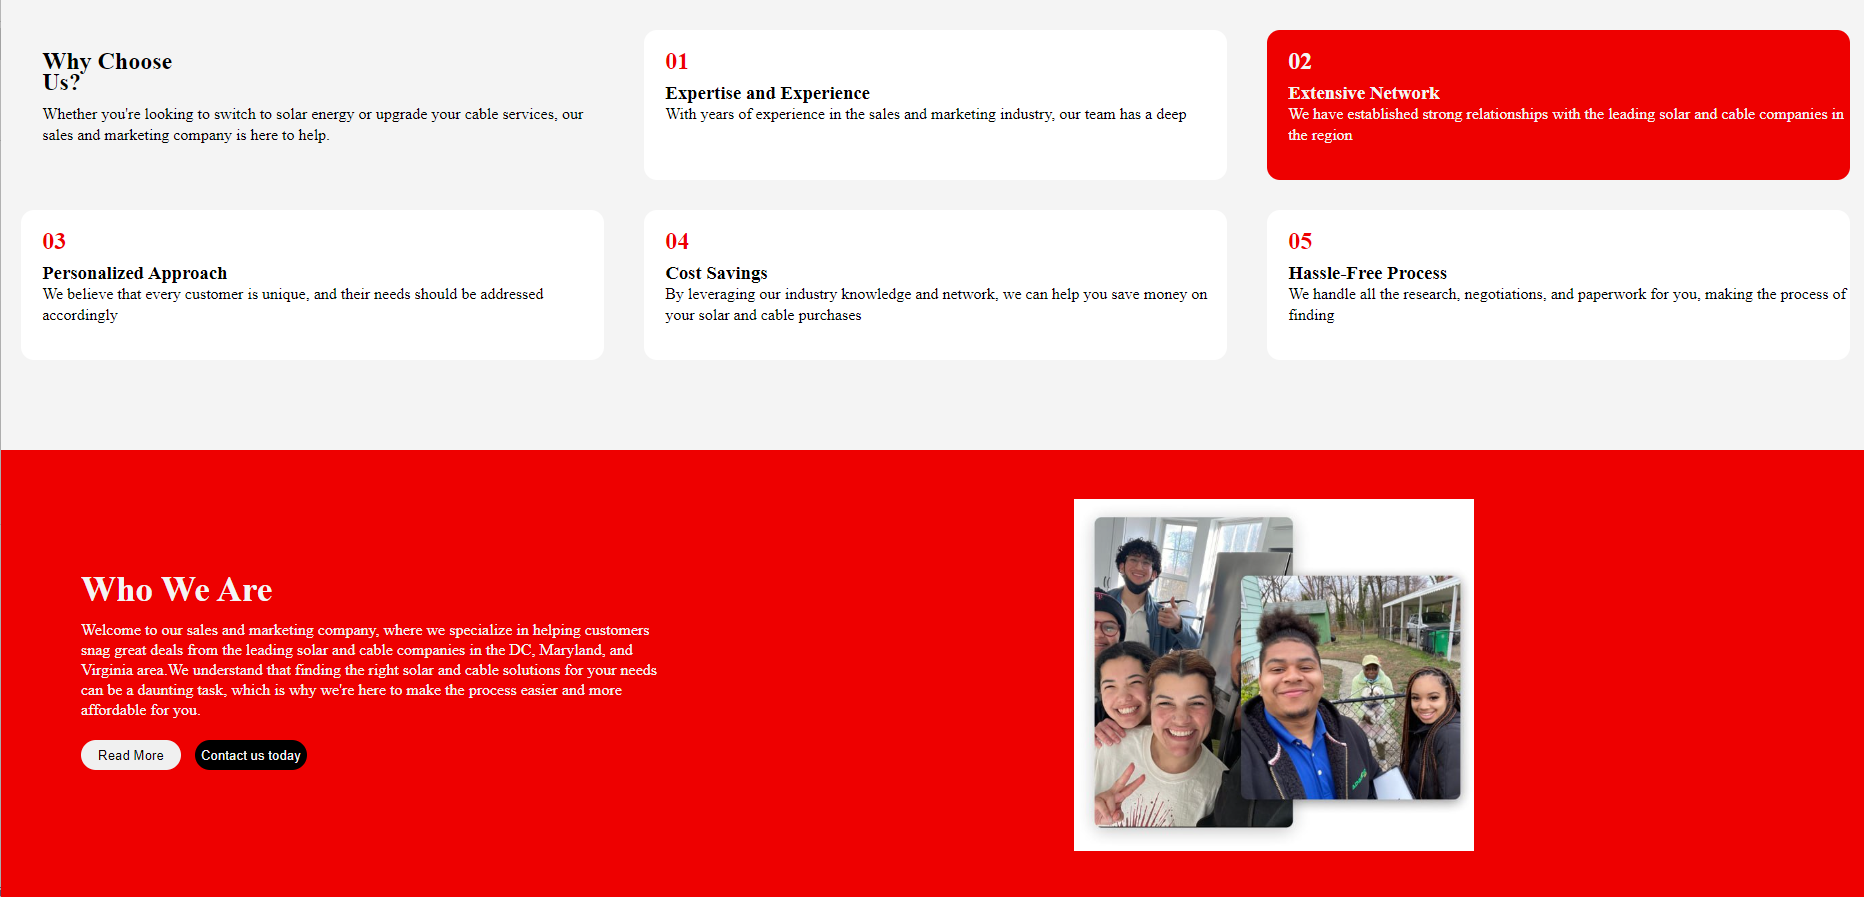 Why Choose
Us?
Whether you're looking to switch to solar energy or upgrade your cable services, our
sales and marketing company is here to help.
01
Expertise and Experience
With years of experience in the sales and marketing industry, our team has a deep
02
Extensive Network
We have established strong relationships with the leading solar and cable companies in
the region
03
Personalized Approach
We believe that every customer is unique, and their needs should be addressed
accordingly
04
Cost Savings
By leveraging our industry knowledge and network, we can help you save money on
your solar and cable purchases
05
Hassle-Free Process
We handle all the research, negotiations, and paperwork for you, making the process of
finding
Who We Are
Welcome to our sales and marketing company, where we specialize in helping customers
snag great deals from the leading solar and cable companies in the DC, Maryland, and
Virginia area.We understand that finding the right solar and cable solutions for your needs
can be a daunting task, which is why we're here to make the process easier and more
affordable for you.
Read More
Contact us today